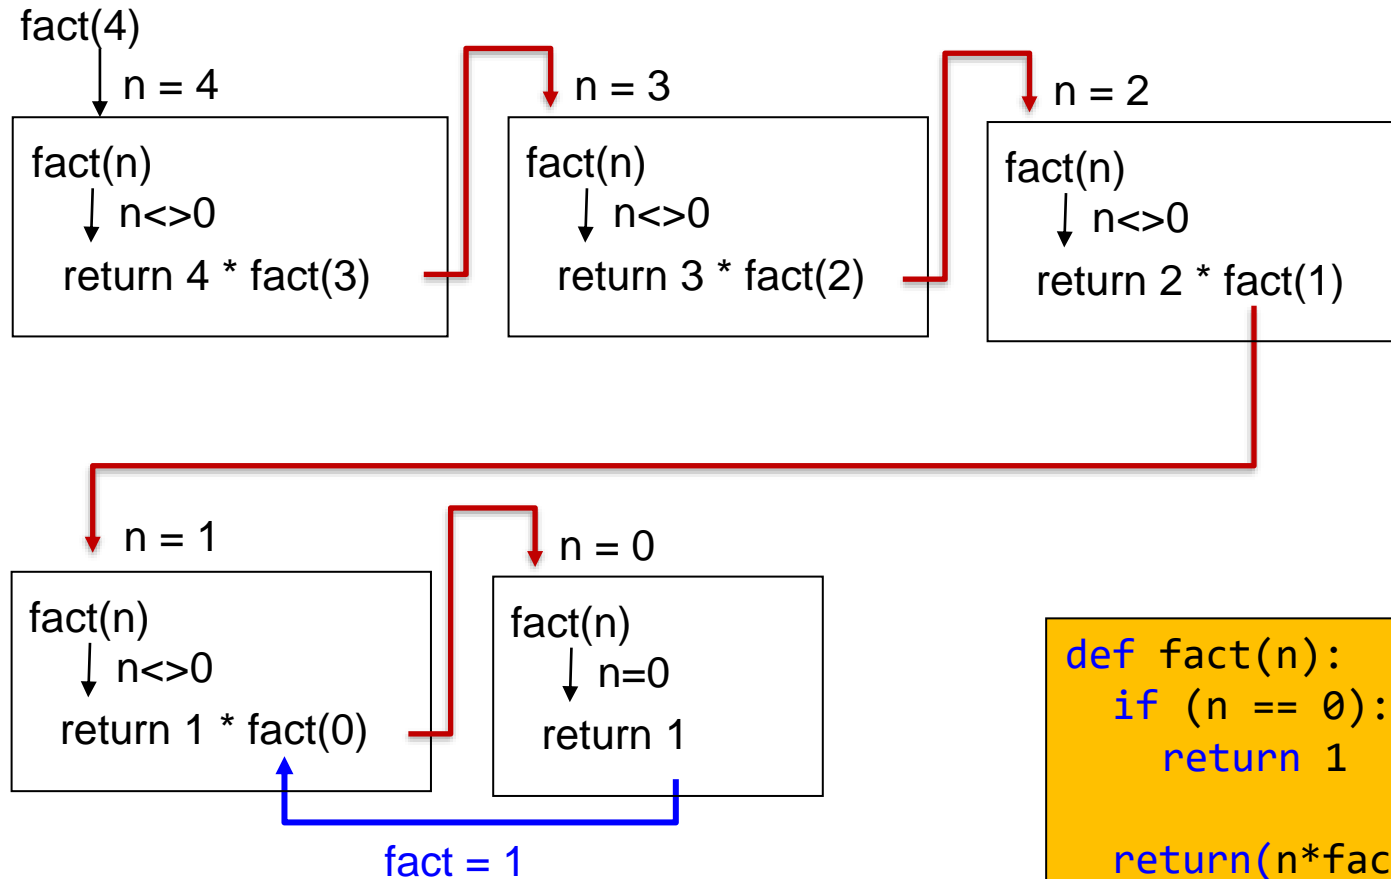 fact(4)
n = 4
fact(n)
n<>0
return 4 * fact(3)
n = 3
fact(n)
n<>0
return 3 * fact(2)
n = 2
fact(n)
n<>0
return 2 * fact(1)
n = 1
fact(n)
n<>0
return 1 * fact(0)
n = 0
fact(n)
n=0
return 1
fact = 1
def fact(n):
if (n == 0):
return 1
return(n*fac